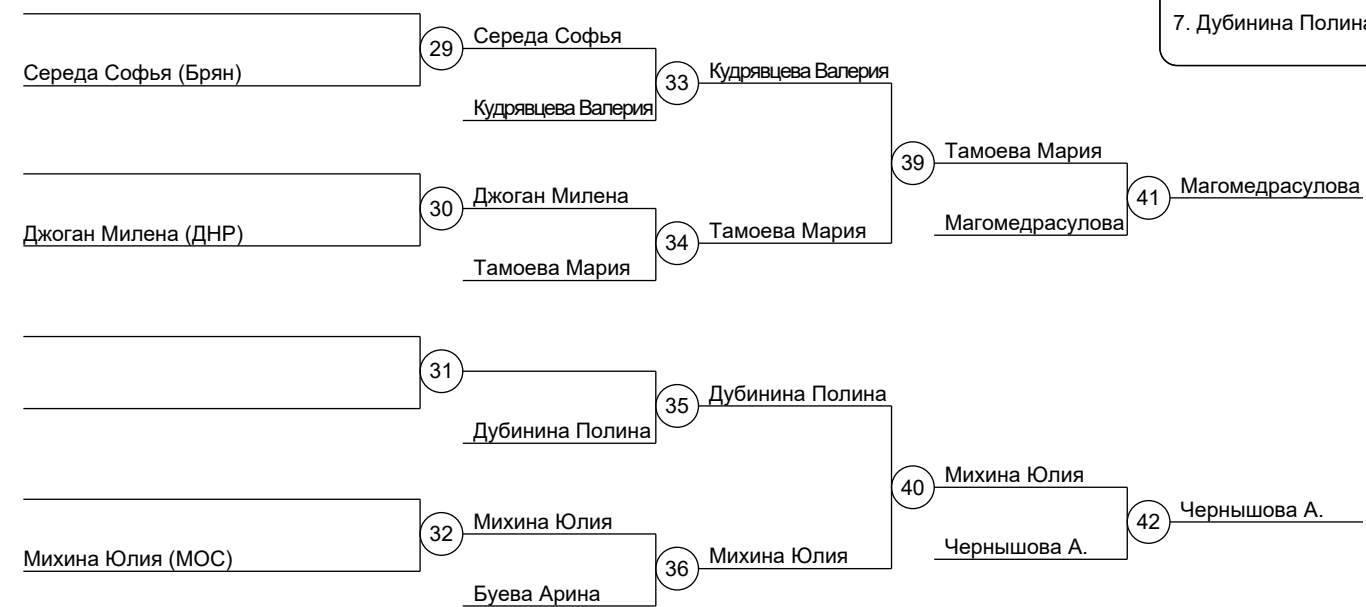 7. Дубинина Полина
29
Середа Софья
Середа Софья (Брян)
33
Кудрявцева Валерия
Кудрявцева Валерия
39
Тамоева Мария
30
Джоган Милена
Джоган Милена (ДНР)
34
Тамоева Мария
Тамоева Мария
41
Магомедрасулова
Магомедрасулова
31
35
Дубинина Полина
Дубинина Полина
40
Михина Юлия
32
Михина Юлия
Михина Юлия (МОС)
36
Михина Юлия
Буева Арина
42
Чернышова А.
Чернышова А.